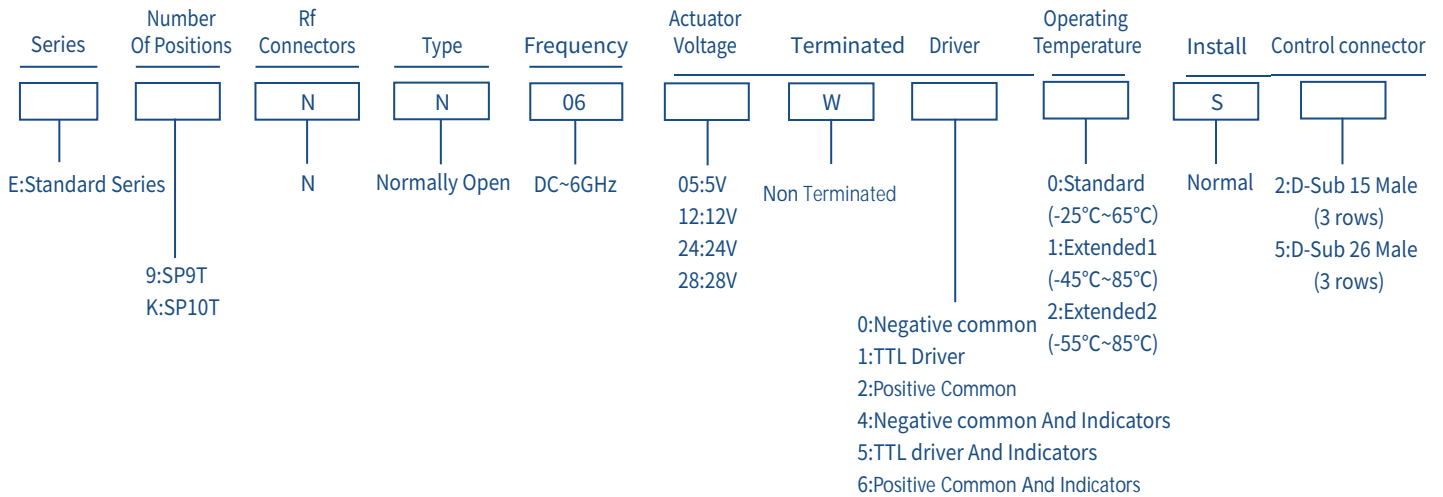 Series
Number
Of Positions
Rf
Connectors
Type
Frequency
Actuator
Voltage
Terminated
Driver
Operating
Temperature
Install
Control connector
N
N
06
W
S
E:Standard Series
9:SP9T
K:SP10T
N
Normally Open
DC~6GHz
05:5V
12:12V
24:24V
28:28V
Non Terminated
0:Negative common
1:TTL Driver
2:Positive Common
4:Negative common And Indicators
5:TTL driver And Indicators
6:Positive Common And Indicators
0:Standard
(-25°C~65°C)
1:Extended1
(-45°C~85°C)
2:Extended2
(-55°C~85°C)
Normal
2:D-Sub 15 Male
(3 rows)
5:D-Sub 26 Male
(3 rows)